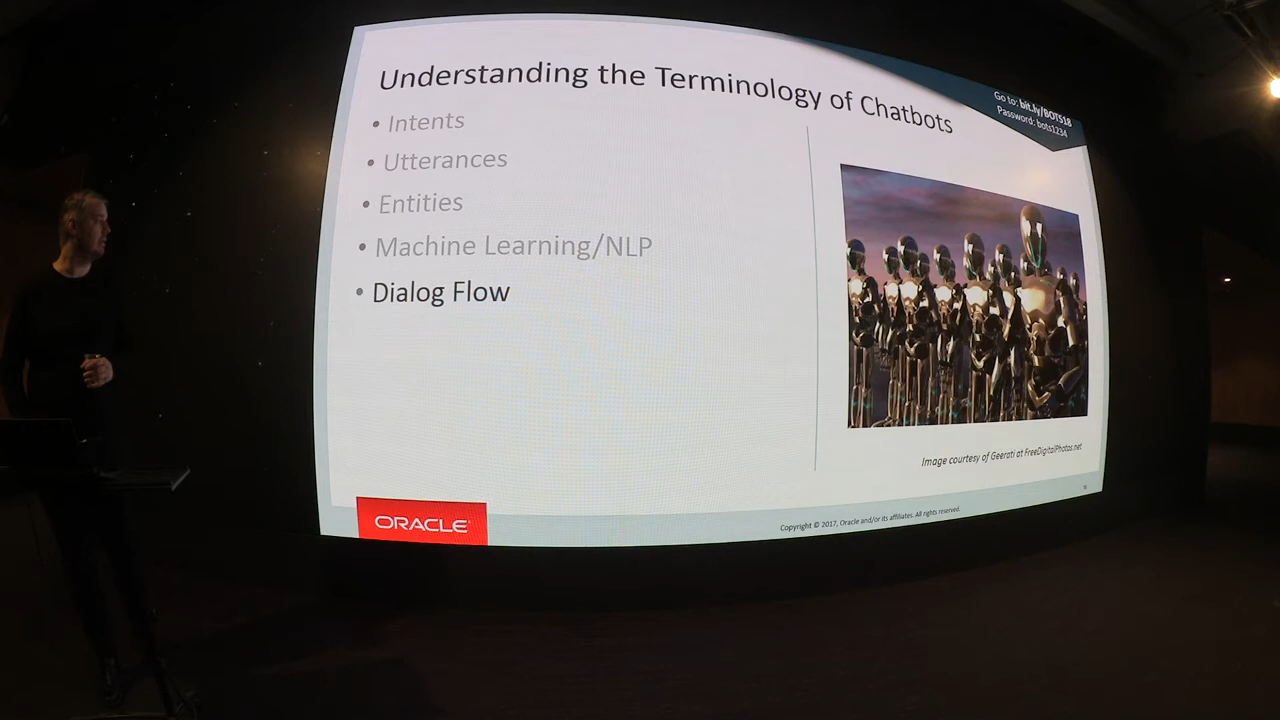 Understanding the Terminology of Chatbots
Go to: bit.ly/BOTS18
Password: bots1234
• Intents
• Utterances
• Entities
• Machine Learning/NLP
• Dialog Flow
Image courtesy of Geerati at FreeDigitalPhotos.net
ORACLE
Copyright © 2017, Oracle and/or its affiliates. All rights reserved.